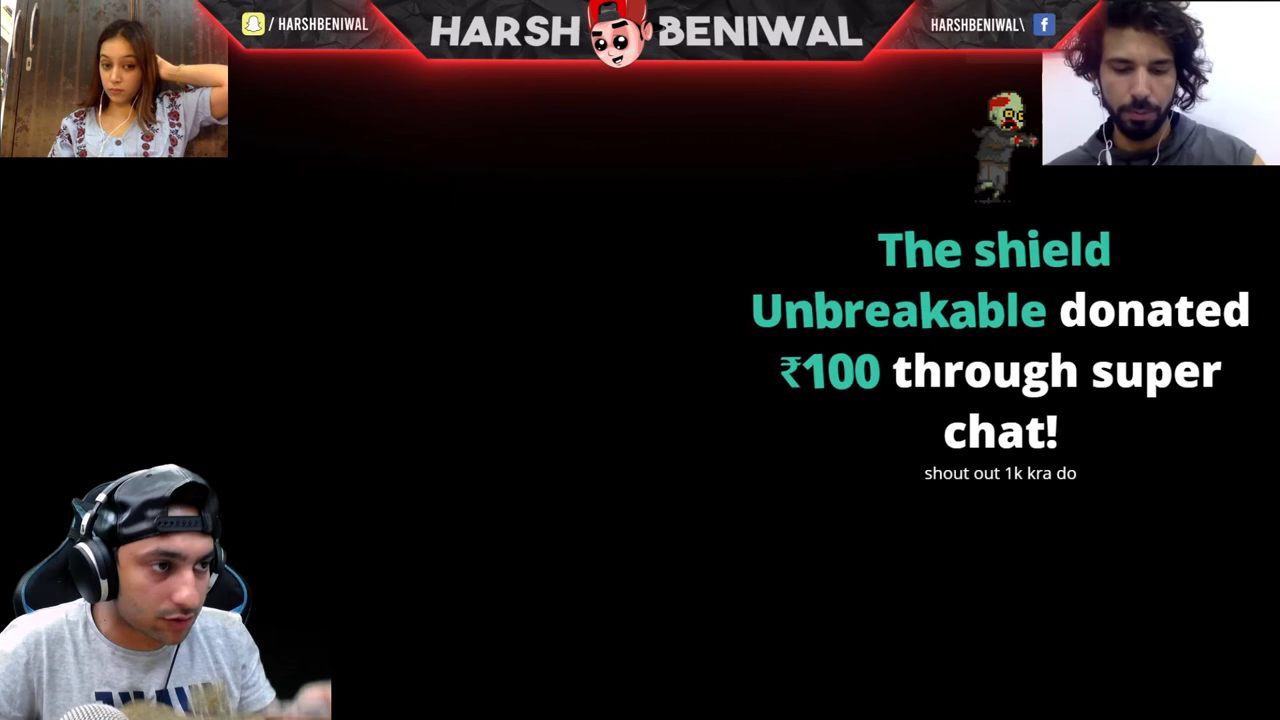 / HARSHBENIWAL
HARSH BENIWAL
HARSHBENIWAL\
The shield
Unbreakable donated
₹100 through super
chat!
shout out 1k kra do